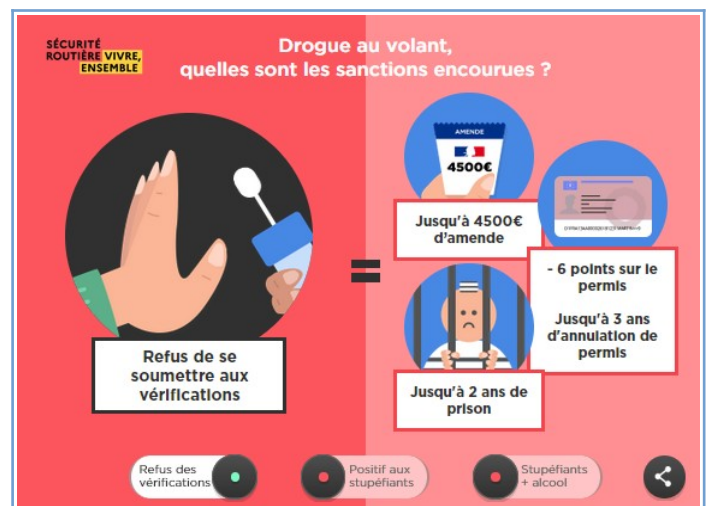 SÉCURITÉ
ROUTIÈRE VIVRE,
ENSEMBLE
Drogue au volant,
quelles sont les sanctions encourues ?
AMENDE
4500€
Jusqu'à 4500€
d'amende
- 6 points sur le
permis
Jusqu'à 3 ans
d'annulation de
permis
Refus de se
soumettre aux
vérifications
=
Jusqu'à 2 ans de
prison
Refus des
vérifications
Positif aux
stupéfiants
Stupéfiants
+ alcool